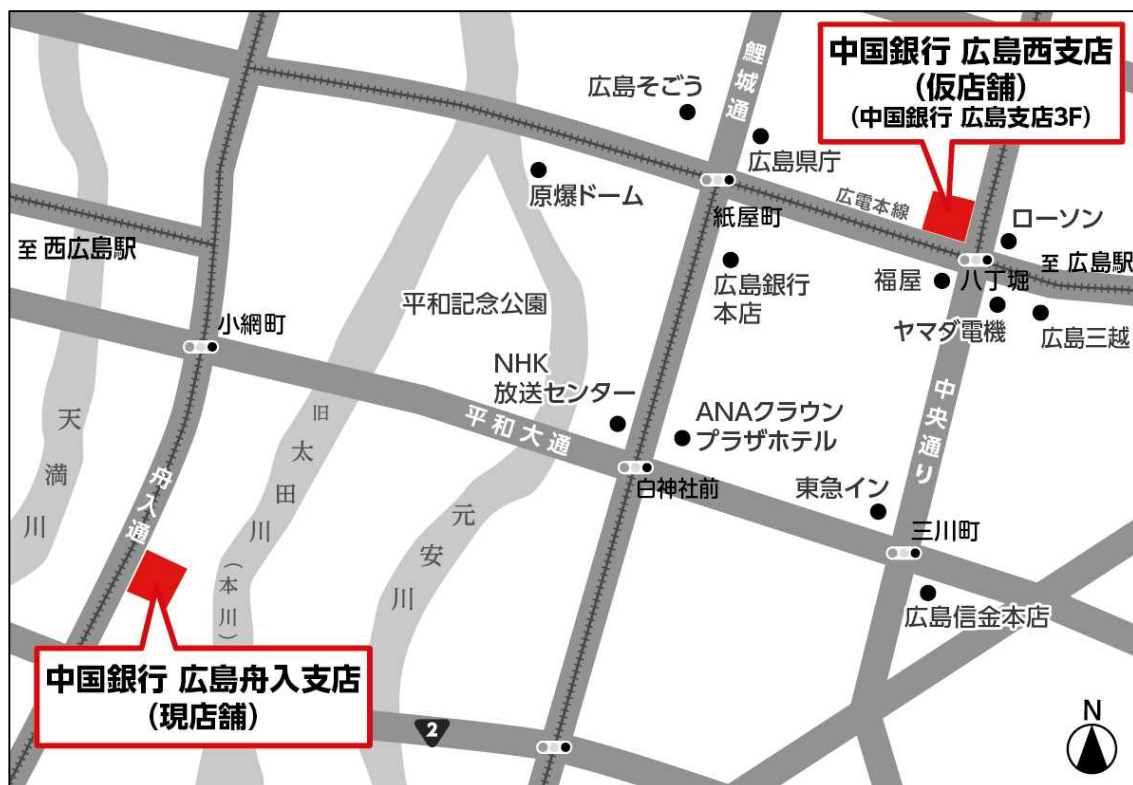 中国銀行 広島西支店
(仮店舗)
(中国銀行 広島支店3F)
鯉城通
広島そごう
広島県庁
原爆ドーム
紙屋町
広電本線
ローソン
至 西広島駅
至 広島駅
八丁堀
福屋
広島銀行
本店
ヤマダ電機
広島三越
平和記念公園
小網町
NHK
放送センター
ANAクラウン
プラザホテル
中央通り
平和大通
天満川
旧太田川(本川)
元安川
舟入通
白神社前
東急イン
三川町
広島信金本店
中国銀行 広島舟入支店
(現店舗)
2
N